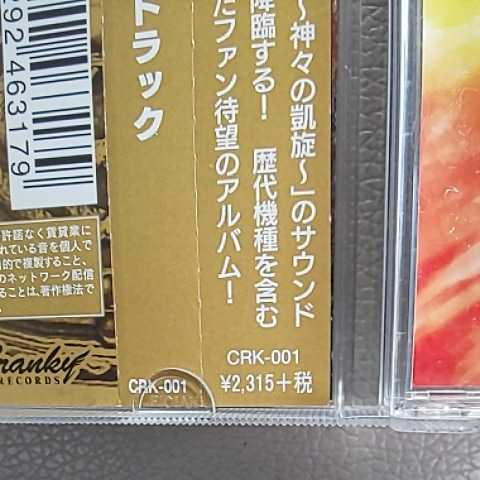 ～神々の凱旋～」のサウンド
降臨する！　歴代機種を含む
たファン待望のアルバム！
CRK-001
¥2,315+税
トラック
CRK-001
292 463179
許諾なく賃貸業に
れている音を個人で
的で複製すること、
のネットワーク配信
ることは、著作権法で
ranky
RECORDS